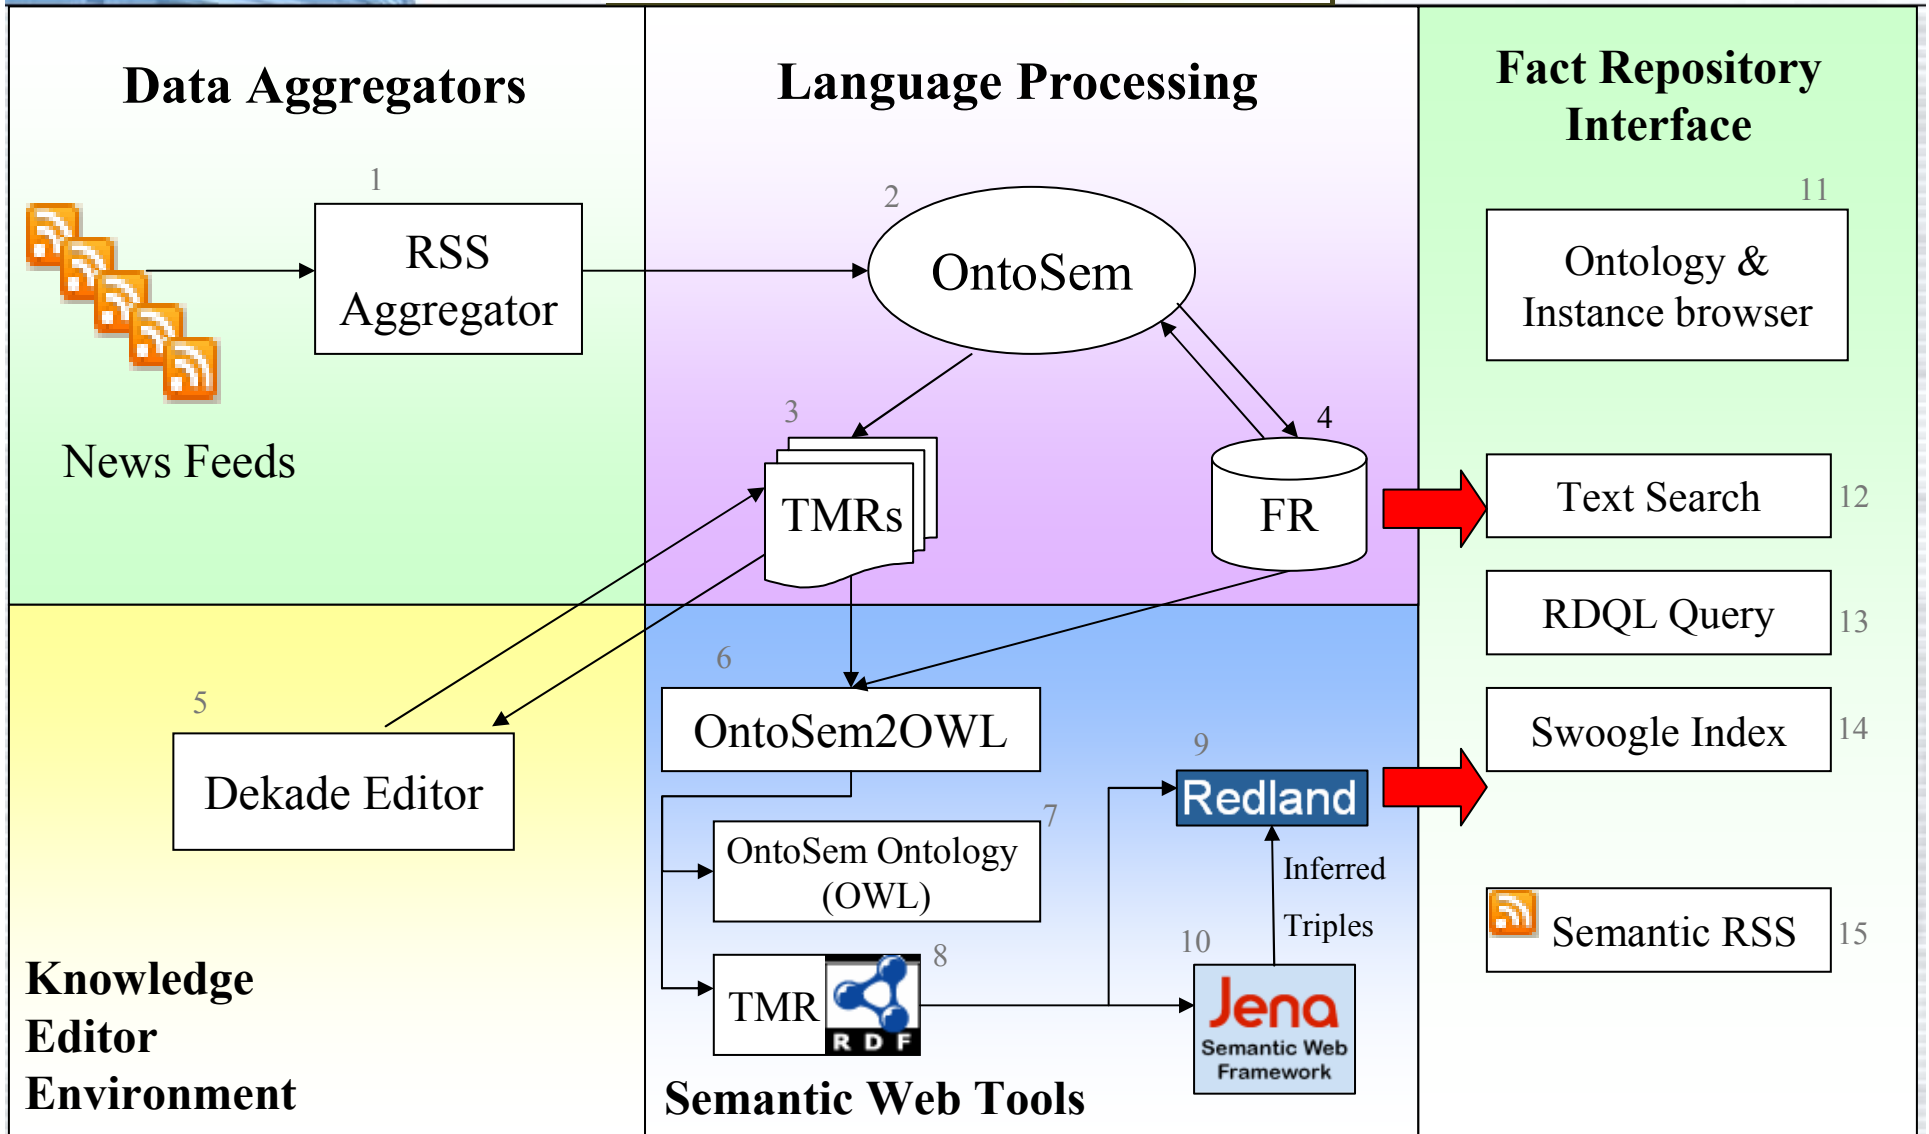 Data Aggregators
1
RSS
Aggregator
News Feeds
Language Processing
2
OntoSem
3
TMRs
4
FR
Fact Repository
Interface
11
Ontology &
Instance browser
Text Search
12
RDQL Query
13
Swoogle Index
14
Semantic RSS
15
5
Dekade Editor
Knowledge
Editor
Environment
6
OntoSem2OWL
7
OntoSem Ontology
(OWL)
8
TMR
RDF
9
Redland
Inferred
Triples
10
Jena
Semantic Web
Framework
Semantic Web Tools